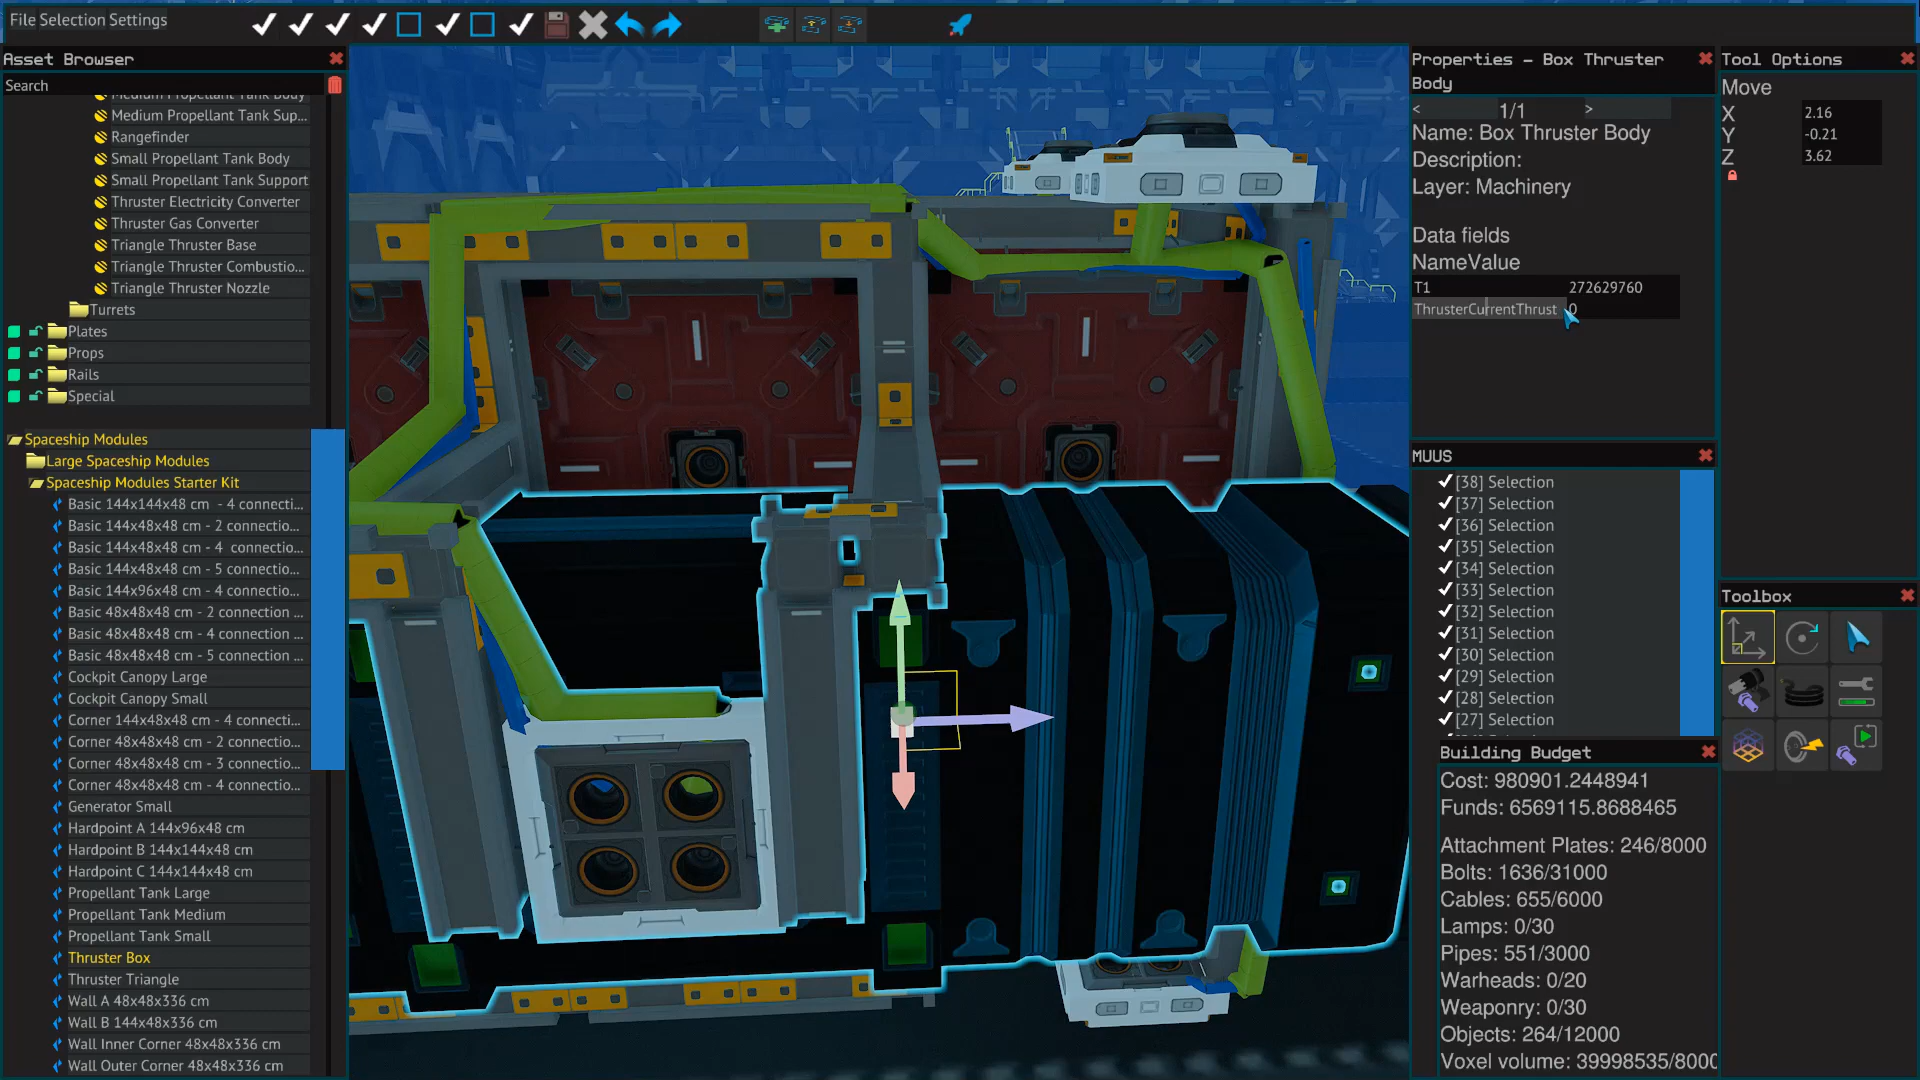 File Selection Settings
Asset Browser
Search
Medium Propellant Tank Body
Medium Propellant Tank Sup...
Rangefinder
Small Propellant Tank Body
Small Propellant Tank Support
Thruster Electricity Converter
Thruster Gas Converter
Triangle Thruster Base
Triangle Thruster Combustio...
Triangle Thruster Nozzle
Turrets
Plates
Props
Rails
Special
Spaceship Modules
Large Spaceship Modules
Spaceship Modules Starter Kit
Basic 144x144x48 cm - 4 connecti...
Basic 144x48x48 cm - 2 connectio...
Basic 144x48x48 cm - 4 connectio...
Basic 144x48x48 cm - 5 connectio...
Basic 144x96x48 cm - 4 connectio...
Basic 48x48x48 cm - 2 connection ...
Basic 48x48x48 cm - 4 connection ...
Basic 48x48x48 cm - 5 connection ...
Cockpit Canopy Large
Cockpit Canopy Small
Corner 144x48x48 cm - 4 connecti...
Corner 48x48x48 cm - 2 connectio...
Corner 48x48x48 cm - 3 connectio...
Corner 48x48x48 cm - 4 connectio...
Generator Small
Hardpoint A 144x96x48 cm
Hardpoint B 144x144x48 cm
Hardpoint C 144x144x48 cm
Propellant Tank Large
Propellant Tank Medium
Propellant Tank Small
Thruster Box
Thruster Triangle
Wall A 48x48x336 cm
Wall B 144x48x336 cm
Wall Inner Corner 48x48x336 cm
Wall Outer Corner 48x48x336 cm
Properties - Box Thruster
Body
< 1/1 >
Name: Box Thruster Body
Description:
Layer: Machinery
Data fields
NameValue
T1 272629760
ThrusterCurrentThrust 0
MUUS
[38] Selection
[37] Selection
[36] Selection
[35] Selection
[34] Selection
[33] Selection
[32] Selection
[31] Selection
[30] Selection
[29] Selection
[28] Selection
[27] Selection
Building Budget
Cost: 980901.2448941
Funds: 6569115.8688465
Attachment Plates: 246/8000
Bolts: 1636/31000
Cables: 655/6000
Lamps: 0/30
Pipes: 551/3000
Warheads: 0/20
Weaponry: 0/30
Objects: 264/12000
Voxel volume: 39998535/8000
Tool Options
Move
X 2.16
Y -0.21
Z 3.62
Toolbox